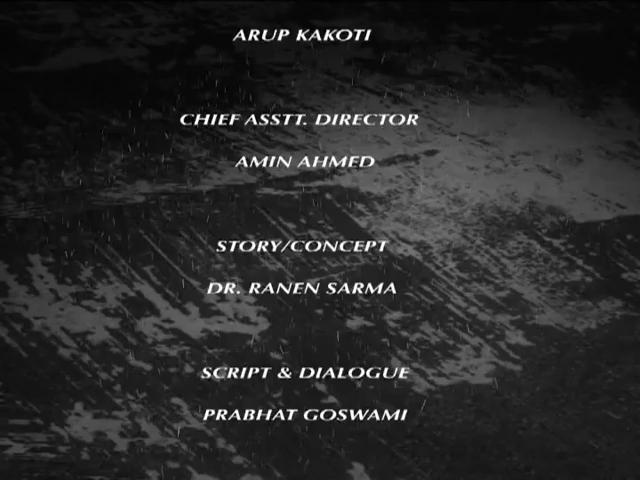 ARUP KAKOTI
CHIEF ASSTT. DIRECTOR
AMIN AHMED
STORY/CONCEPT
DR. RANEN SARMA
SCRIPT & DIALOGUE
PRABHAT GOSWAMI